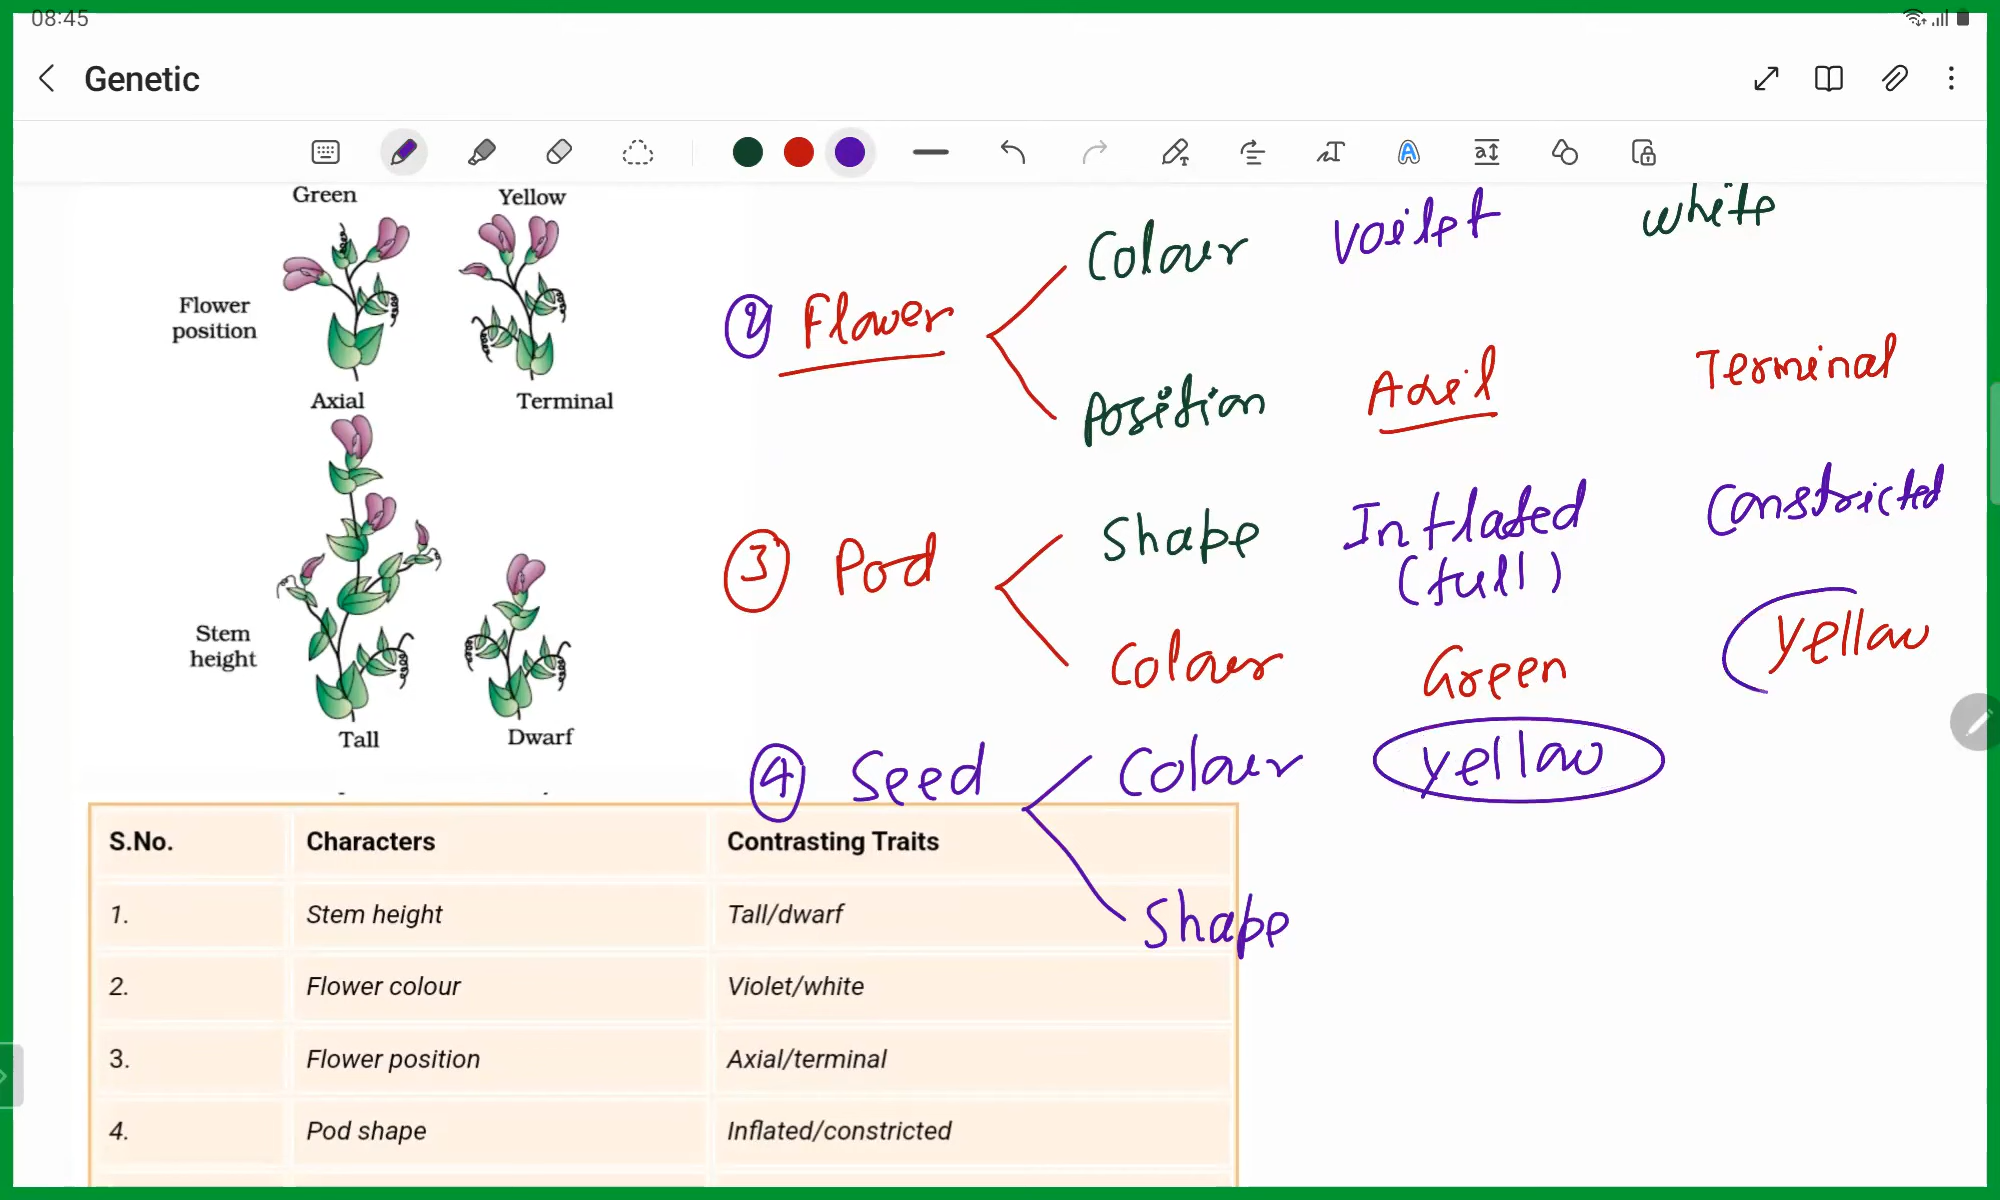 08:45
Genetic
Green
Yellow
Flower
position
Axial
Terminal
Stem
height
Tall
Dwarf
Colour Voilet white
② Flower
Position Axil Terminal
③ Pod
Shape Inflated Constricted
(full)
Colour Green Yellow
④ Seed Colour Yellow
Shape
S.No. Characters Contrasting Traits
1. Stem height Tall/dwarf
2. Flower colour Violet/white
3. Flower position Axial/terminal
4. Pod shape Inflated/constricted